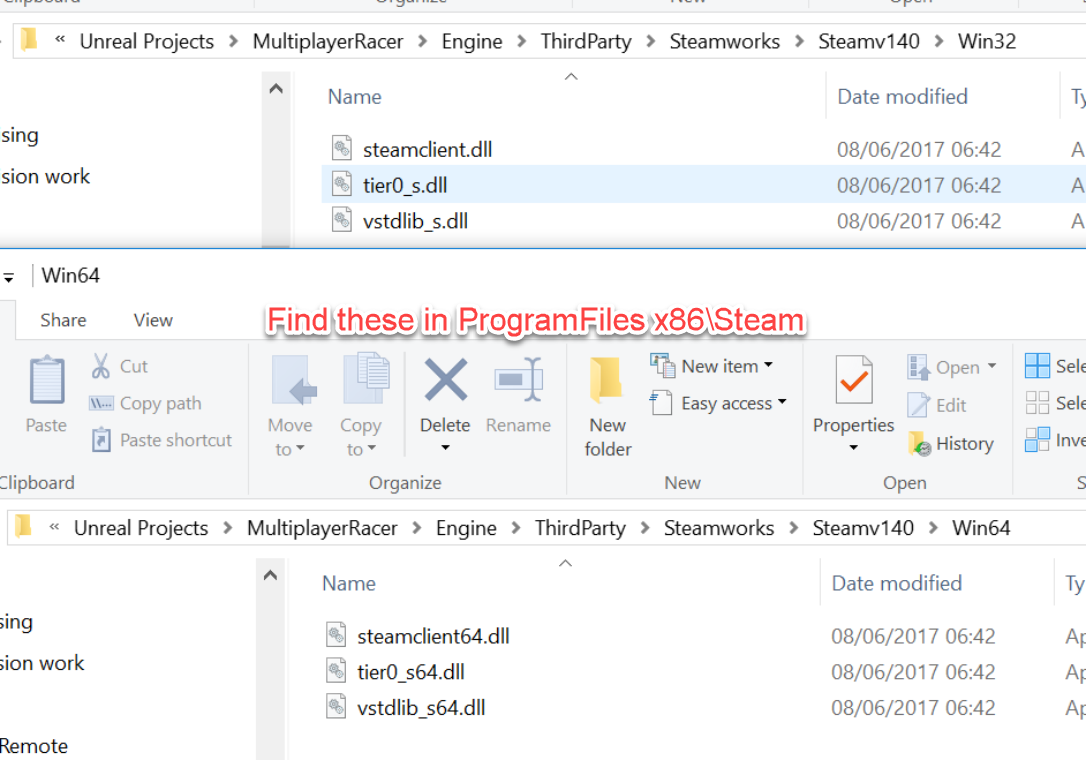 Clipboard Organize New Open
« Unreal Projects > MultiplayerRacer > Engine > ThirdParty > Steamworks > Steamv140 > Win32
Name Date modified Ty
sing
steamclient.dll 08/06/2017 06:42 A
sion work
tier0_s.dll 08/06/2017 06:42 A
vstdlib_s.dll 08/06/2017 06:42 A
Win64
Share View
Find these in ProgramFiles x86\Steam
Paste
Cut
Copy path
Paste shortcut
Clipboard
Move to
Copy to
Delete
Rename
Organize
New folder
New item
Easy access
New
Properties
Open
Edit
History
Open
Sele
Sele
Inve
S
« Unreal Projects > MultiplayerRacer > Engine > ThirdParty > Steamworks > Steamv140 > Win64
Name Date modified Ty
sing
steamclient64.dll 08/06/2017 06:42 Ap
sion work
tier0_s64.dll 08/06/2017 06:42 Ap
vstdlib_s64.dll 08/06/2017 06:42 Ap
Remote